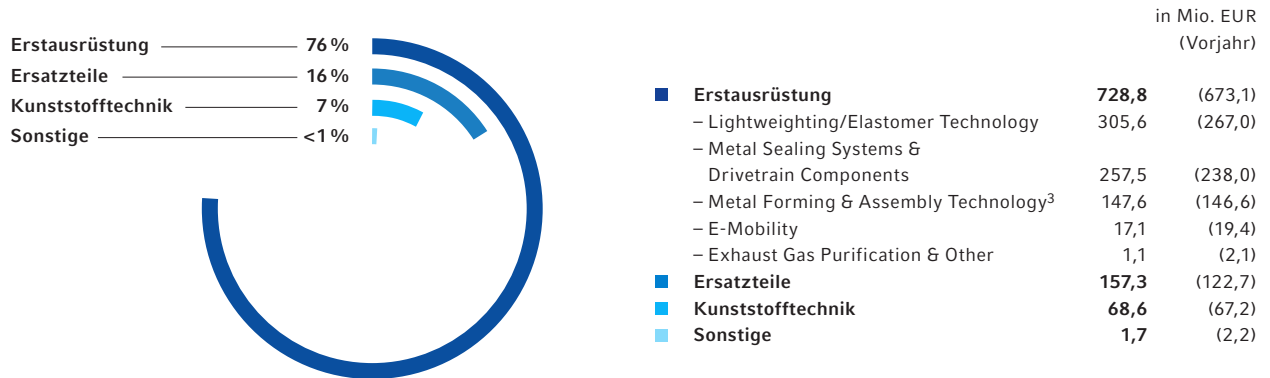 Erstausrüstung 76 %
Ersatzteile 16 %
Kunststofftechnik 7 %
Sonstige <1 %
in Mio. EUR
(Vorjahr)
Erstausrüstung 728,8 (673,1)
– Lightweighting/Elastomer Technology 305,6 (267,0)
– Metal Sealing Systems &
Drivetrain Components 257,5 (238,0)
– Metal Forming & Assembly Technology³ 147,6 (146,6)
– E-Mobility 17,1 (19,4)
– Exhaust Gas Purification & Other 1,1 (2,1)
Ersatzteile 157,3 (122,7)
Kunststofftechnik 68,6 (67,2)
Sonstige 1,7 (2,2)